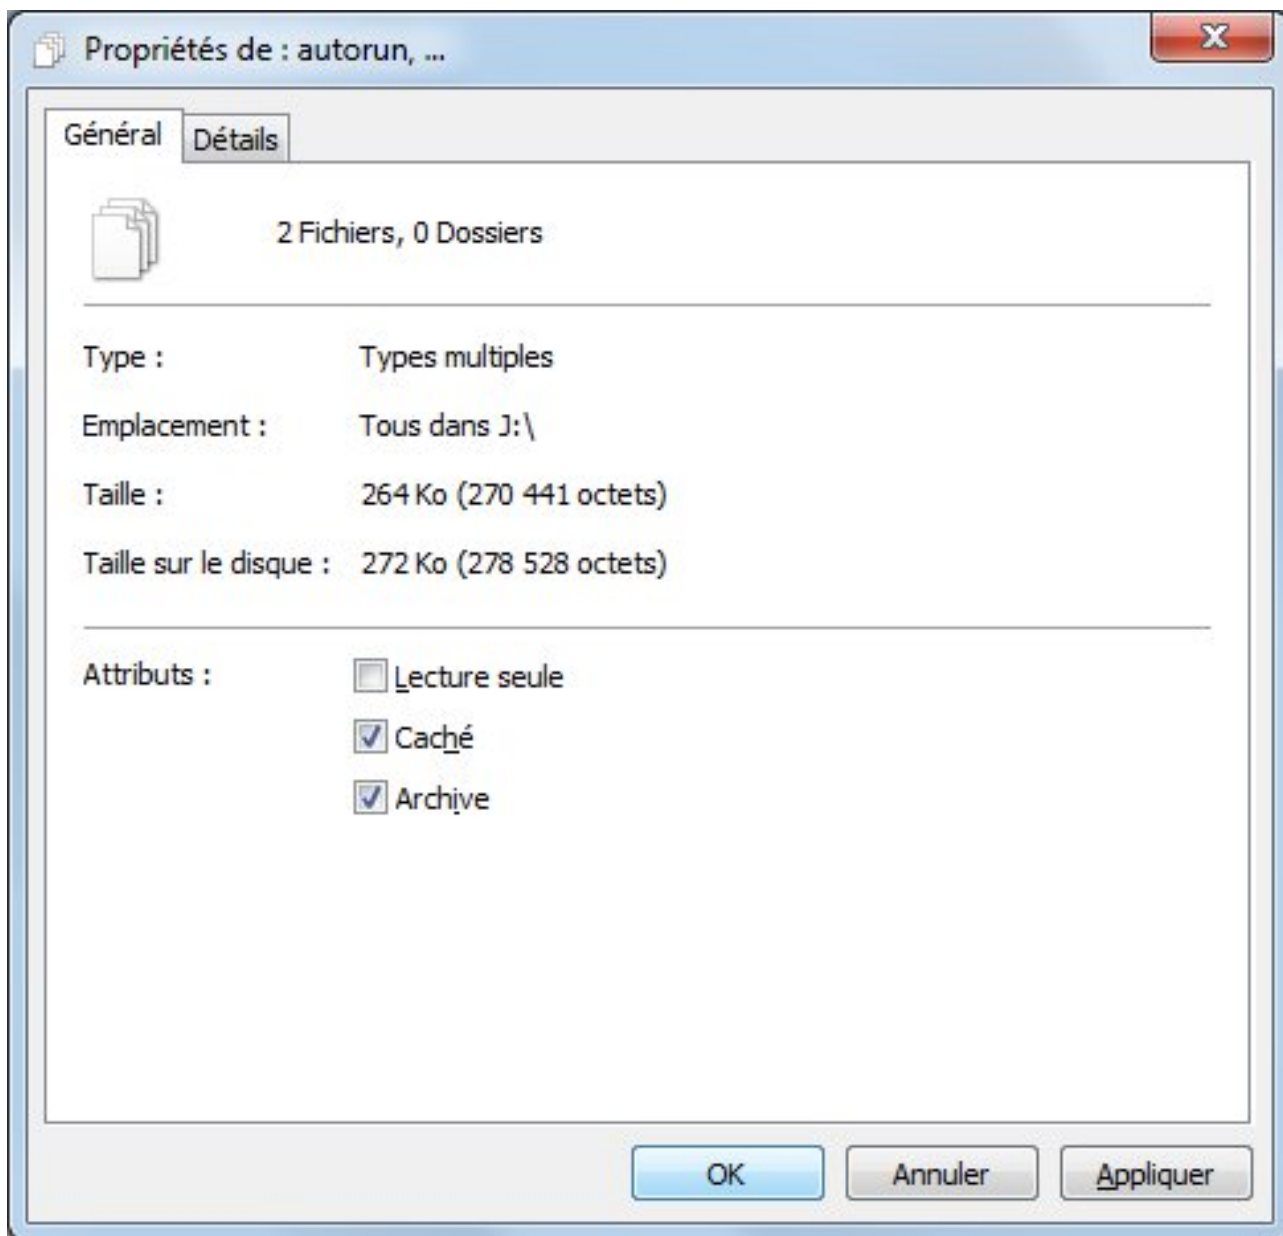 Propriétés de : autorun, ...
Général Détails
2 Fichiers, 0 Dossiers
Type : Types multiples
Emplacement : Tous dans J:\
Taille : 264 Ko (270 441 octets)
Taille sur le disque : 272 Ko (278 528 octets)
Attributs : Lecture seule
Caché
Archive
OK Annuler Appliquer